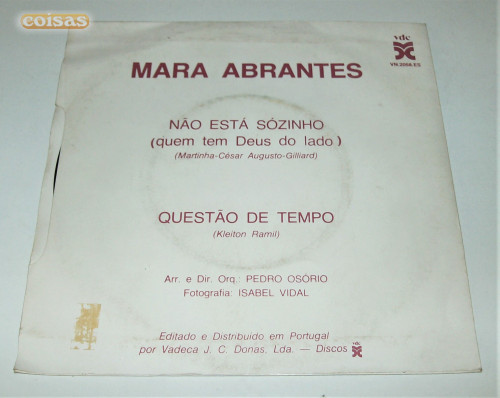 coisas
vdc
VN 2006 ES
MARA ABRANTES
NÃO ESTÁ SÓZINHO
(quem tem Deus do lado)
(Martinha-César Augusto-Gilliard)
QUESTÃO DE TEMPO
(Kleiton Ramil)
Arr. e Dir. Orq.: PEDRO OSÓRIO
Fotografia: ISABEL VIDAL
Editado e Distribuído em Portugal
por Vadeca J. C. Donas, Lda. — Discos vdc